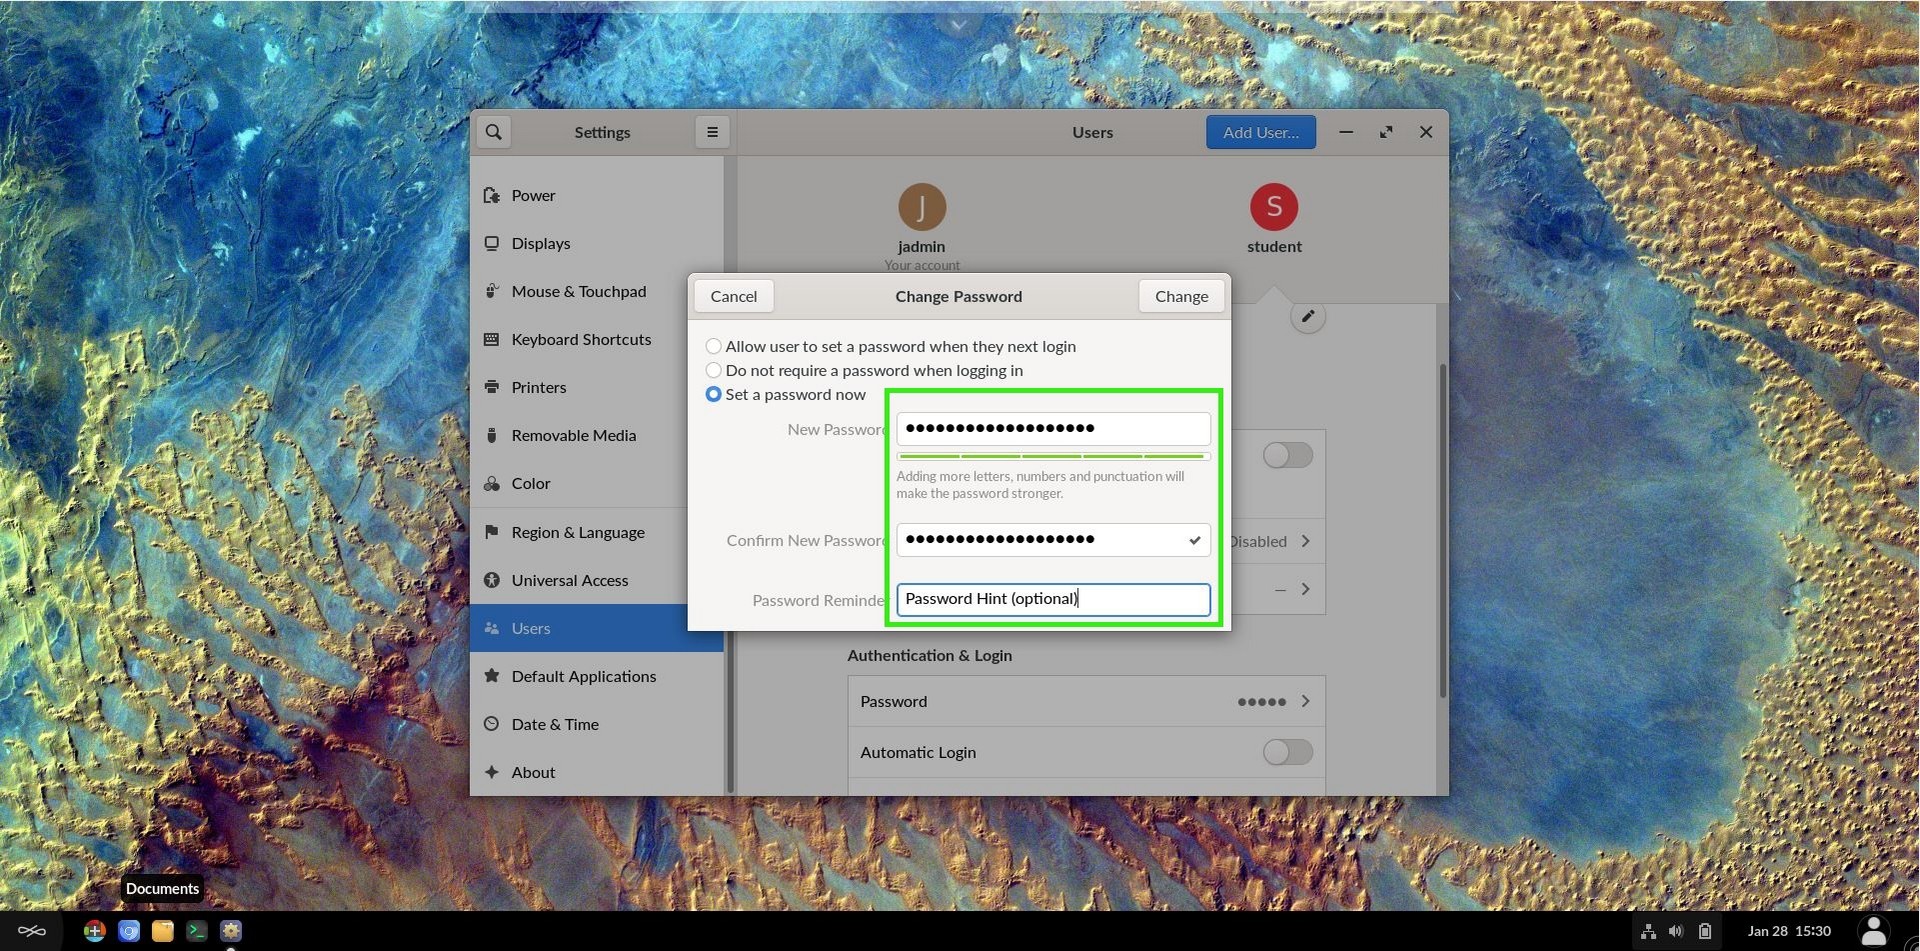 Settings
Users
Add User...
Power
Displays
Mouse & Touchpad
Keyboard Shortcuts
Printers
Removable Media
Color
Region & Language
Universal Access
Users
Default Applications
Date & Time
About
J
jadmin
Your account
S
student
Cancel
Change Password
Change
Allow user to set a password when they next login
Do not require a password when logging in
Set a password now
New Password
Adding more letters, numbers and punctuation will
make the password stronger.
Confirm New Password
Password Reminder
Password Hint (optional)
Disabled
—
Authentication & Login
Password
Automatic Login
Documents
Jan 28 15:30